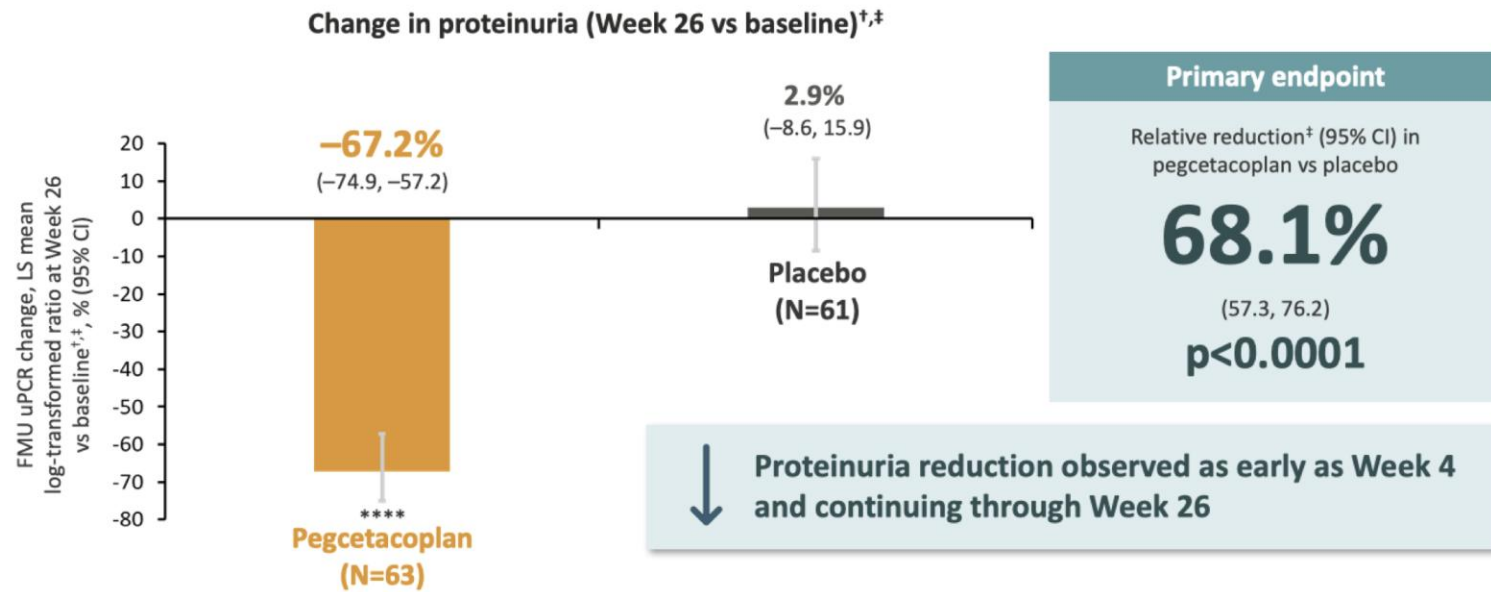 Change in proteinuria (Week 26 vs baseline)†,‡
FMU uPCR change, LS mean
log-transformed ratio at Week 26
vs baseline†,‡, % (95% CI)
20
10
0
-10
-20
-30
-40
-50
-60
-70
-80
–67.2%
(–74.9, –57.2)
****
Pegcetacoplan
(N=63)
2.9%
(–8.6, 15.9)
Placebo
(N=61)
Primary endpoint
Relative reduction‡ (95% CI) in
pegcetacoplan vs placebo
68.1%
(57.3, 76.2)
p<0.0001
Proteinuria reduction observed as early as Week 4
and continuing through Week 26